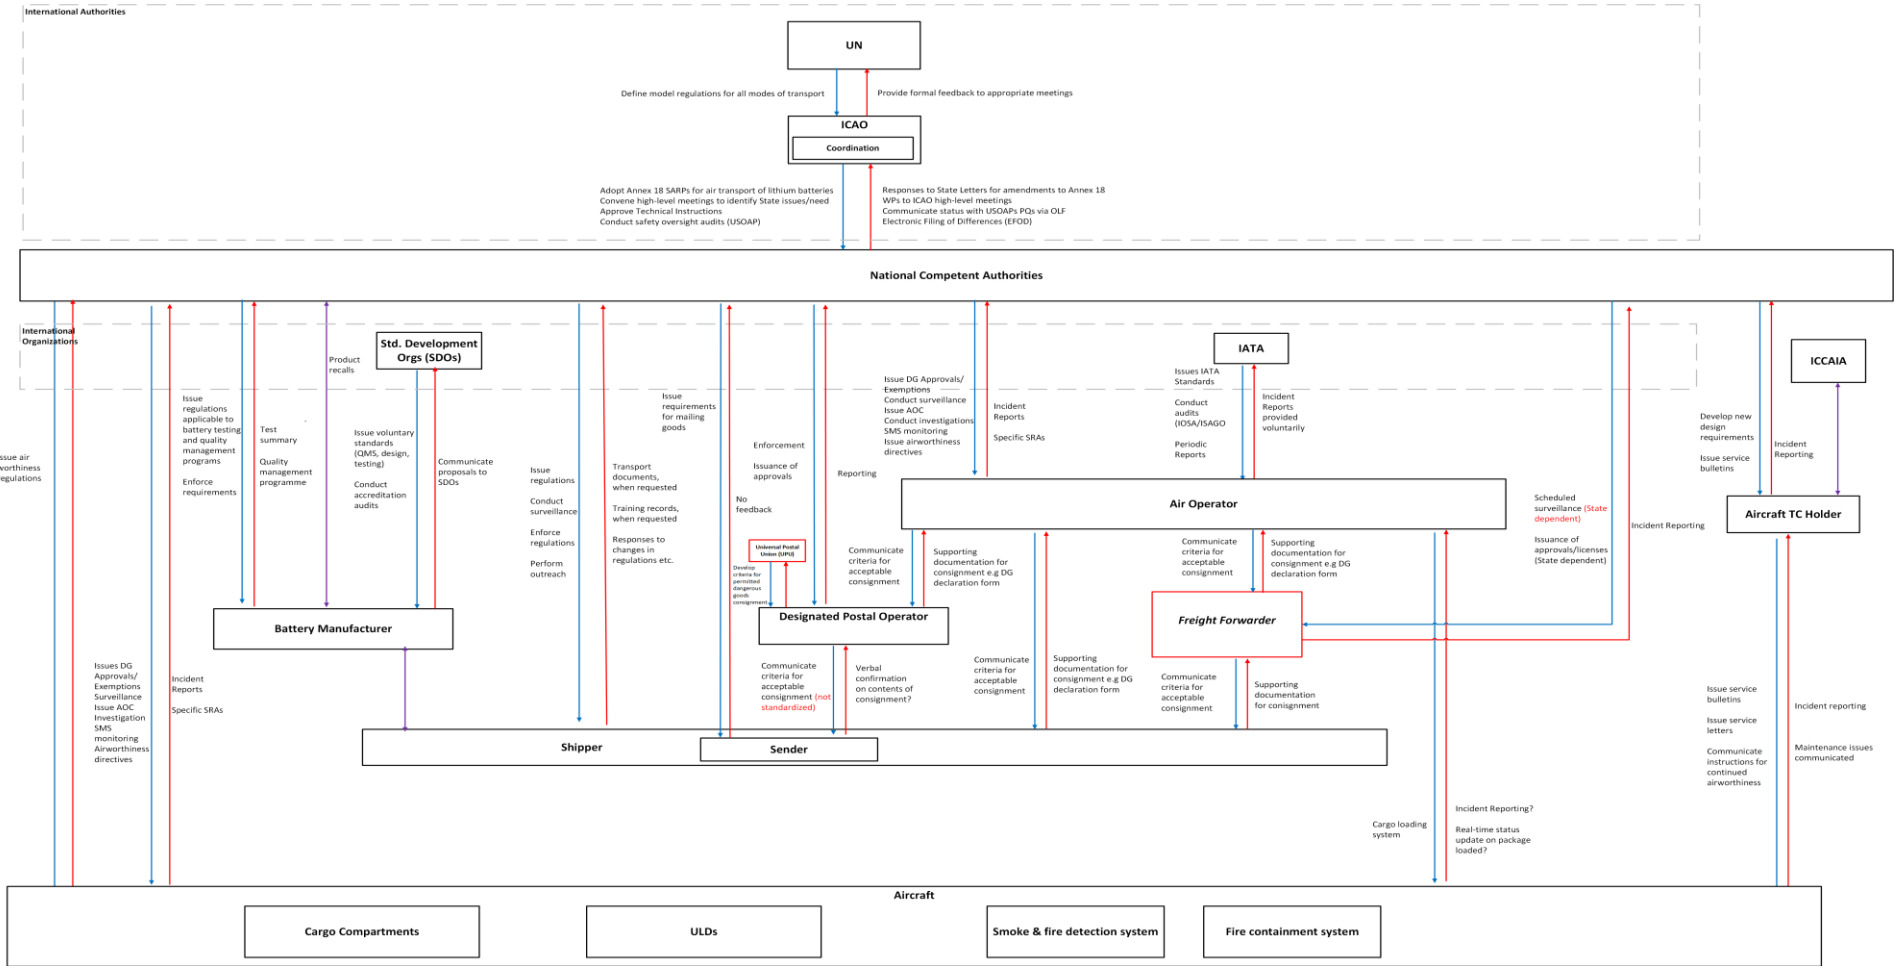 International Authorities
UN
Define model regulations for all modes of transport
Provide formal feedback to appropriate meetings
ICAO
Coordination
Adopt Annex 18 SARPs for air transport of lithium batteries
Convene high-level meetings to identify State issues/need
Approve Technical Instructions
Conduct safety oversight audits (USOAP)
Responses to State Letters for amendments to Annex 18
WPs to ICAO high-level meetings
Communicate status with USOAPs PQs via OLF
Electronic Filing of Differences (EFOD)
National Competent Authorities
International
Organizations
Std. Development
Orgs (SDOs)
IATA
ICCAIA
Product
recalls
ssue air
worthiness
regulations
Issue
regulations
applicable to
battery testing
and quality
management
programs
Enforce
requirements
Test
summary
Quality
management
programme
Issue voluntary
standards
(QMS, design,
testing)
Conduct
accreditation
audits
Communicate
proposals to
SDOs
Issue
regulations
Conduct
surveillance
Enforce
regulations
Perform
outreach
Transport
documents,
when requested
Training records,
when requested
Responses to
changes in
regulations etc.
Issue
requirements
for mailing
goods
No
feedback
Enforcement
Issuance of
approvals
Reporting
Issue DG Approvals/
Exemptions
Conduct surveillance
Issue AOC
Conduct investigations
SMS monitoring
Issue airworthiness
directives
Incident
Reports
Specific SRAs
Issues IATA
Standards
Conduct
audits
(IOSA/ISAGO
Periodic
Reports
Incident
Reports
provided
voluntarily
Develop new
design
requirements
Issue service
bulletins
Incident
Reporting
Air Operator
Aircraft TC Holder
Scheduled
surveillance (State
dependent)
Issuance of
approvals/licenses
(State dependent)
Incident Reporting
Universal Postal
Union (UPU)
Develop
criteria for
permitted
dangerous
goods
consignment
Communicate
criteria for
acceptable
consignment
Supporting
documentation for
consignment e.g DG
declaration form
Communicate
criteria for
acceptable
consignment
Supporting
documentation for
consignment e.g DG
declaration form
Battery Manufacturer
Designated Postal Operator
Freight Forwarder
Issues DG
Approvals/
Exemptions
Surveillance
Issue AOC
Investigation
SMS
monitoring
Airworthiness
directives
Incident
Reports
Specific SRAs
Communicate
criteria for
acceptable
consignment (not
standardized)
Verbal
confirmation
on contents of
consignment?
Communicate
criteria for
acceptable
consignment
Supporting
documentation for
consignment e.g DG
declaration form
Communicate
criteria for
acceptable
consignment
Supporting
documentation
for consignment
Issue service
bulletins
Issue service
letters
Communicate
instructions for
continued
airworthiness
Incident reporting
Maintenance issues
communicated
Shipper
Sender
Cargo loading
system
Incident Reporting?
Real-time status
update on package
loaded?
Aircraft
Cargo Compartments
ULDs
Smoke & fire detection system
Fire containment system